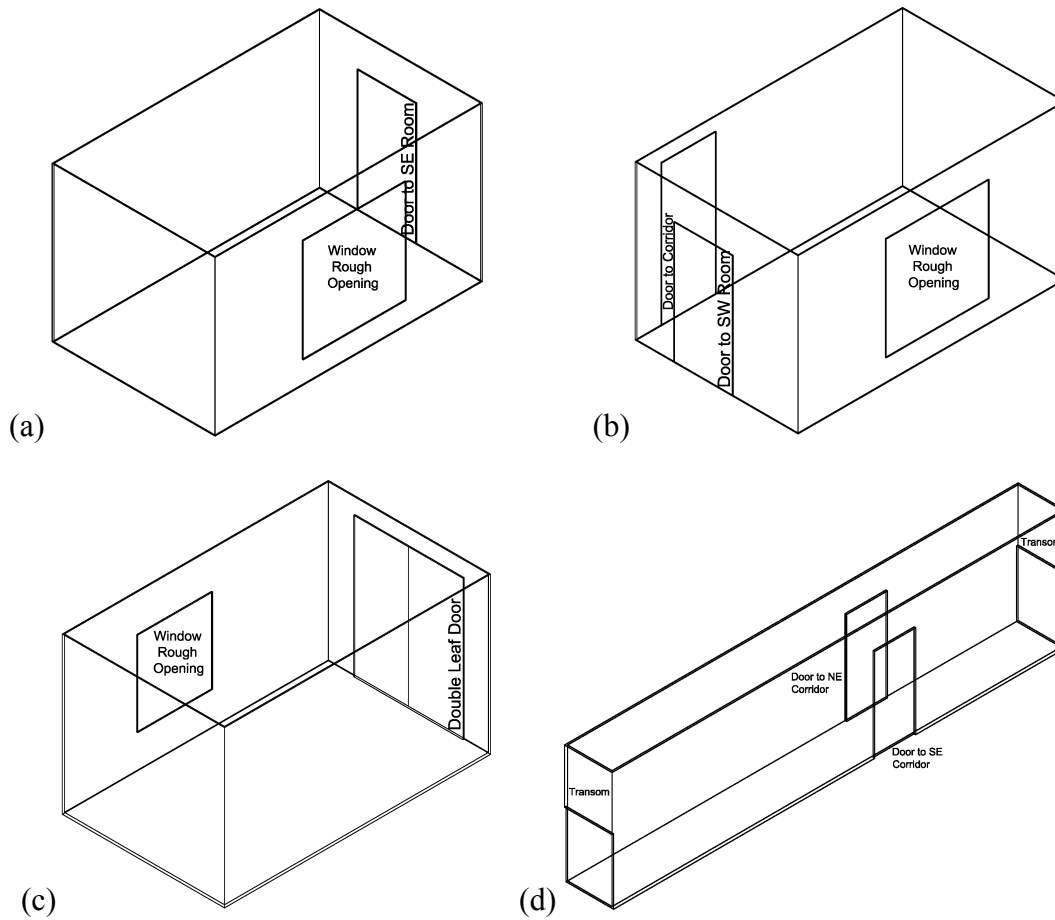 Door to SE Room
Window
Rough
Opening
(a)
Door to Corridor
Door to SW Room
Window
Rough
Opening
(b)
Window
Rough
Opening
Double Leaf Door
(c)
Transom
Door to NE
Corridor
Door to SE
Corridor
Transom
(d)